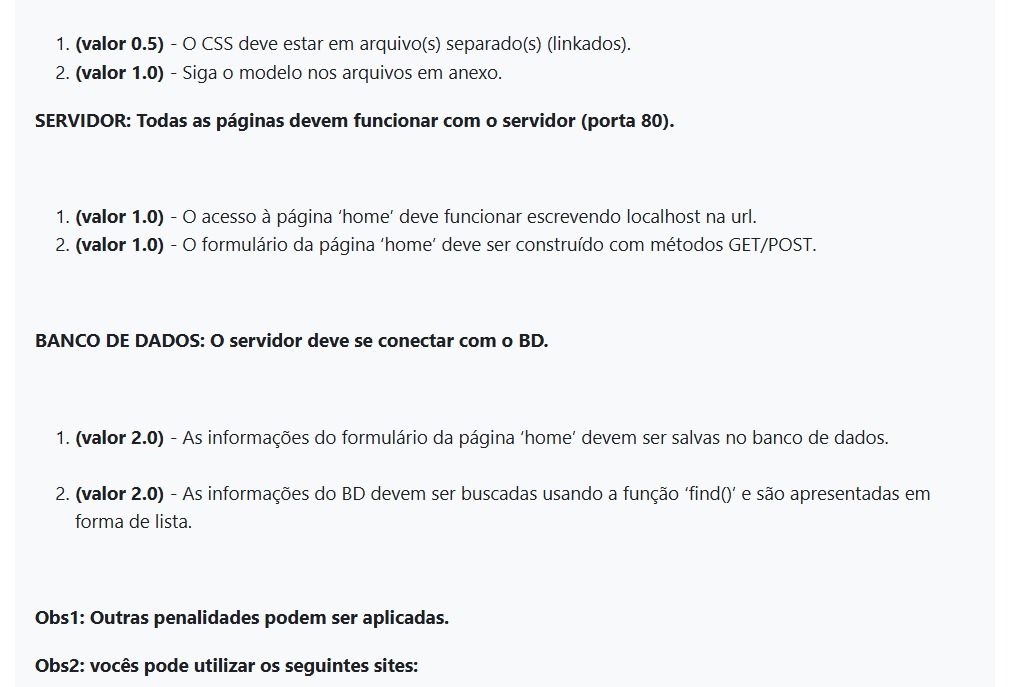 1. (valor 0.5) - O CSS deve estar em arquivo(s) separado(s) (linkados).
2. (valor 1.0) - Siga o modelo nos arquivos em anexo.
SERVIDOR: Todas as páginas devem funcionar com o servidor (porta 80).
1. (valor 1.0) - O acesso à página ‘home’ deve funcionar escrevendo localhost na url.
2. (valor 1.0) - O formulário da página ‘home’ deve ser construído com métodos GET/POST.
BANCO DE DADOS: O servidor deve se conectar com o BD.
1. (valor 2.0) - As informações do formulário da página ‘home’ devem ser salvas no banco de dados.
2. (valor 2.0) - As informações do BD devem ser buscadas usando a função ‘find()’ e são apresentadas em
forma de lista.
Obs1: Outras penalidades podem ser aplicadas.
Obs2: vocês pode utilizar os seguintes sites: